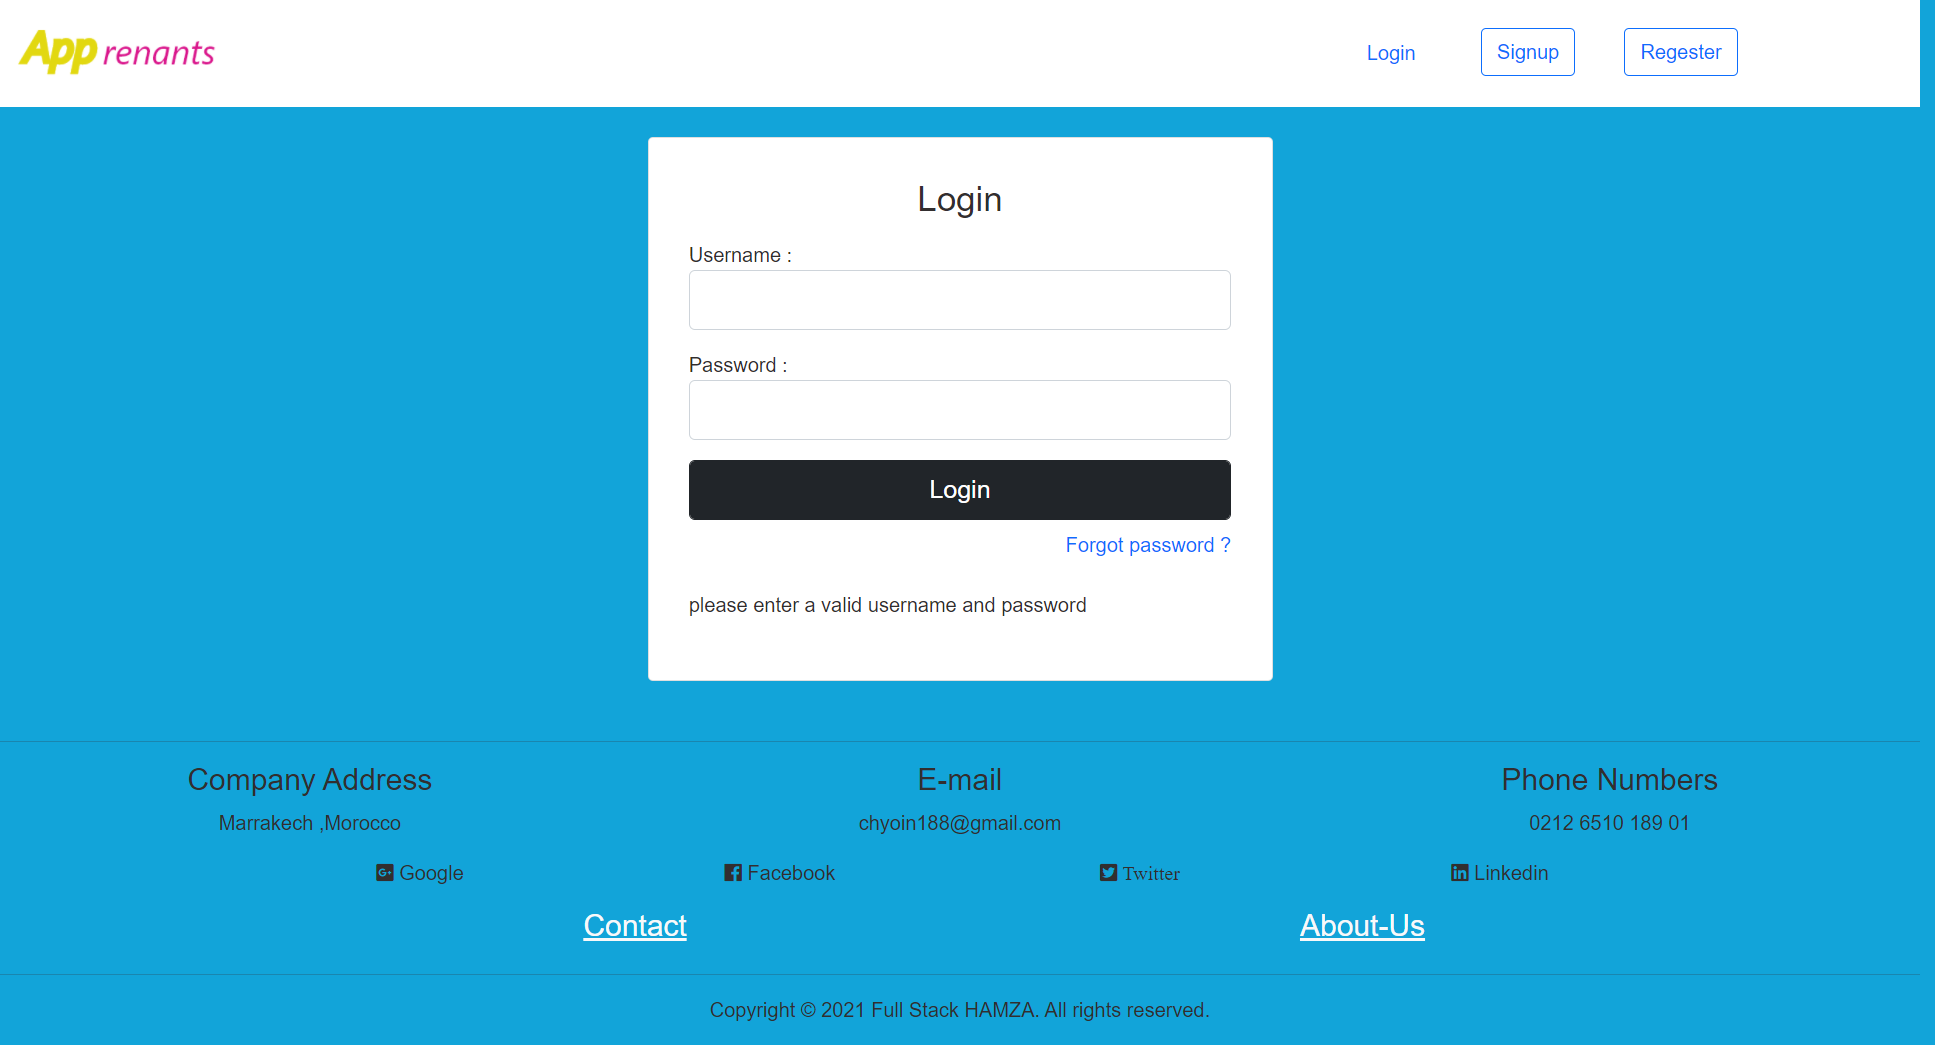 App renants
Login
Signup
Regester
Login
Username :
Password :
Login
Forgot password ?
please enter a valid username and password
Company Address
Marrakech ,Morocco
E-mail
chyoin188@gmail.com
Phone Numbers
0212 6510 189 01
Google
Facebook
Twitter
Linkedin
Contact
About-Us
Copyright © 2021 Full Stack HAMZA. All rights reserved.